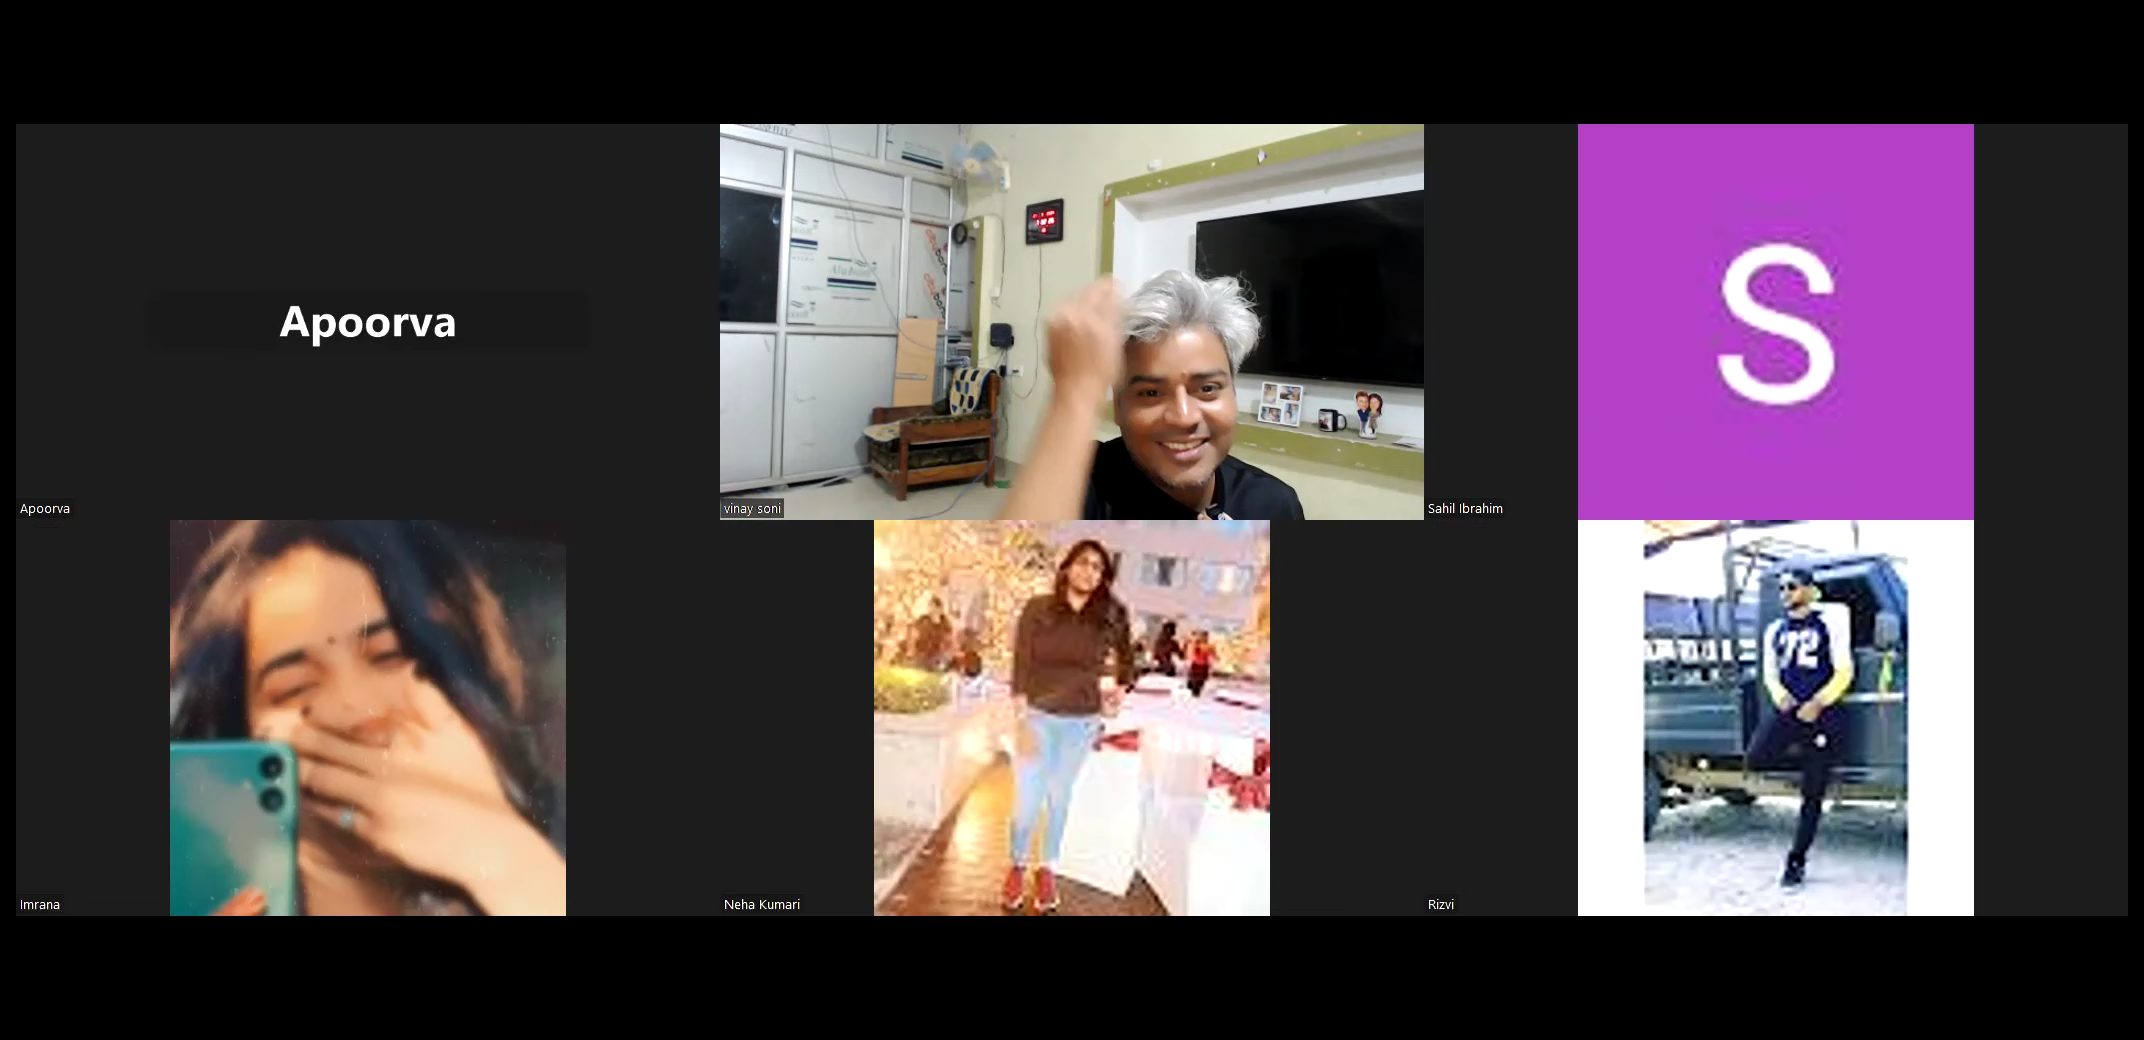 Apoorva
Apoorva
vinay soni
S
Sahil Ibrahim
Imrana
Neha Kumari
72
Rizvi